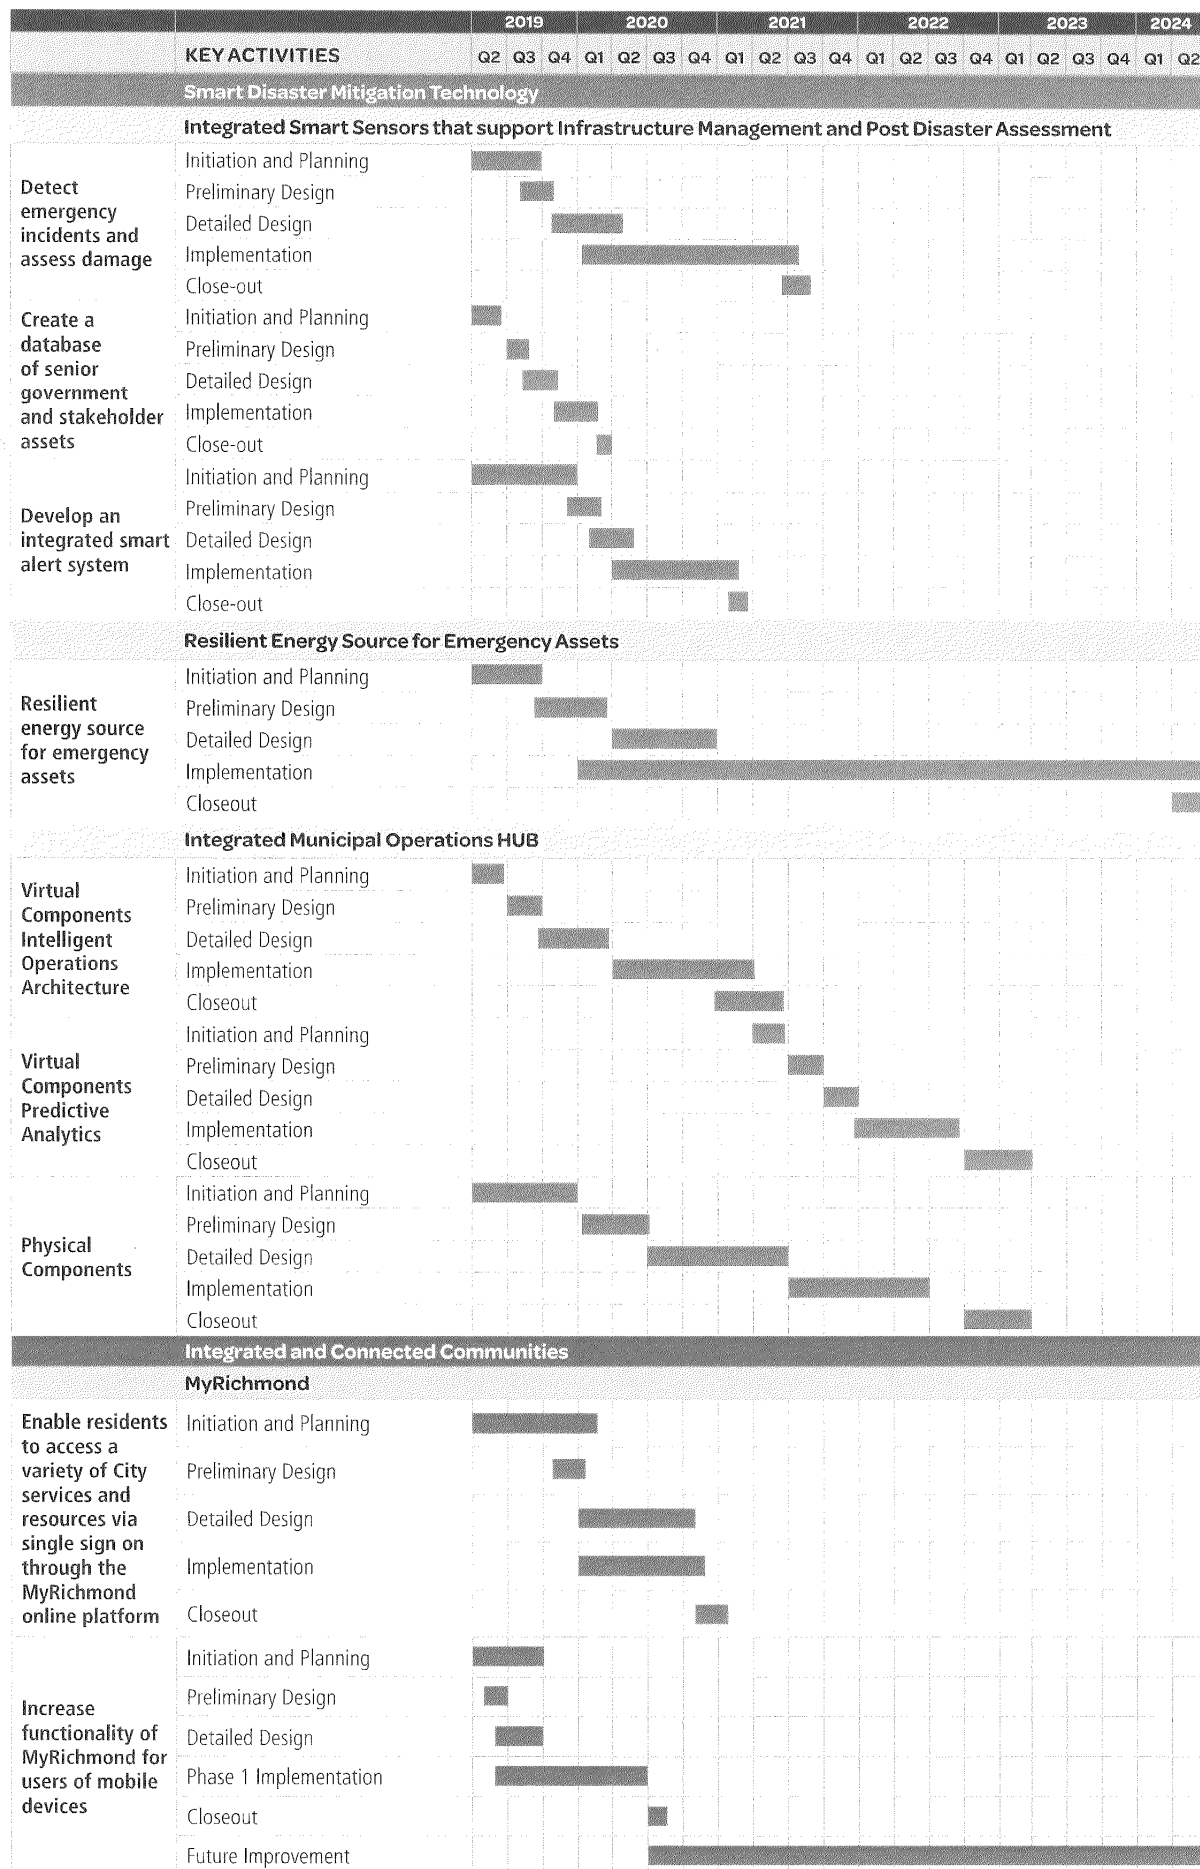 2019 2020 2021 2022 2023 2024
KEY ACTIVITIES Q2 Q3 Q4 Q1 Q2 Q3 Q4 Q1 Q2 Q3 Q4 Q1 Q2 Q3 Q4 Q1 Q2 Q3 Q4 Q1 Q2
Smart Disaster Mitigation Technology
Integrated Smart Sensors that support Infrastructure Management and Post Disaster Assessment
Detect
emergency
incidents and
assess damage
Initiation and Planning
Preliminary Design
Detailed Design
Implementation
Close-out
Create a
database
of senior
government
and stakeholder
assets
Initiation and Planning
Preliminary Design
Detailed Design
Implementation
Close-out
Develop an
integrated smart
alert system
Initiation and Planning
Preliminary Design
Detailed Design
Implementation
Close-out
Resilient Energy Source for Emergency Assets
Resilient
energy source
for emergency
assets
Initiation and Planning
Preliminary Design
Detailed Design
Implementation
Closeout
Integrated Municipal Operations HUB
Virtual
Components
Intelligent
Operations
Architecture
Initiation and Planning
Preliminary Design
Detailed Design
Implementation
Closeout
Virtual
Components
Predictive
Analytics
Initiation and Planning
Preliminary Design
Detailed Design
Implementation
Closeout
Physical
Components
Initiation and Planning
Preliminary Design
Detailed Design
Implementation
Closeout
Integrated and Connected Communities
MyRichmond
Enable residents
to access a
variety of City
services and
resources via
single sign on
through the
MyRichmond
online platform
Initiation and Planning
Preliminary Design
Detailed Design
Implementation
Closeout
Increase
functionality of
MyRichmond for
users of mobile
devices
Initiation and Planning
Preliminary Design
Detailed Design
Phase 1 Implementation
Closeout
Future Improvement